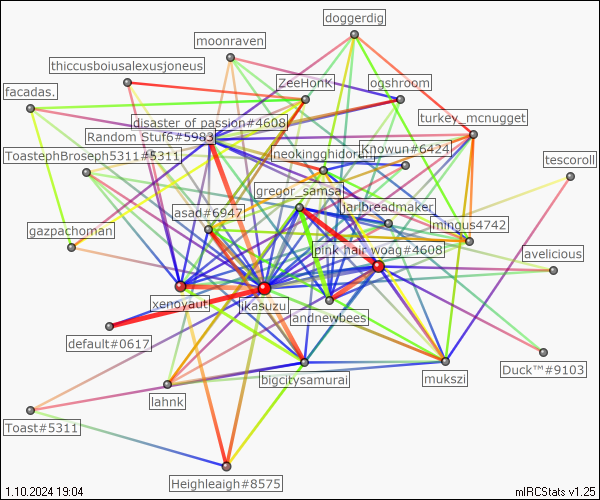 doggerdig
moonraven
thiccusboiusalexusjoneus
ZeeHonK
ogshroom
facadas.
turkey_mcnugget
disaster of passion#4608
Random Stuf6#5983
Knowun#6424
ToastephBroseph5311#5311
neokingghidorah
tescoroll
gregor_samsa
jarlbreadmaker
asad#6947
mingus4742
gazpachoman
pink hair woag#4608
avelicious
xenoyaut
jkasuzu
andnewbees
default#0617
Duck™#9103
bigcitysamurai
mukszi
lahnk
Toast#5311
Heighleaigh#8575
1.10.2024 19:04
mIRCStats v1.25